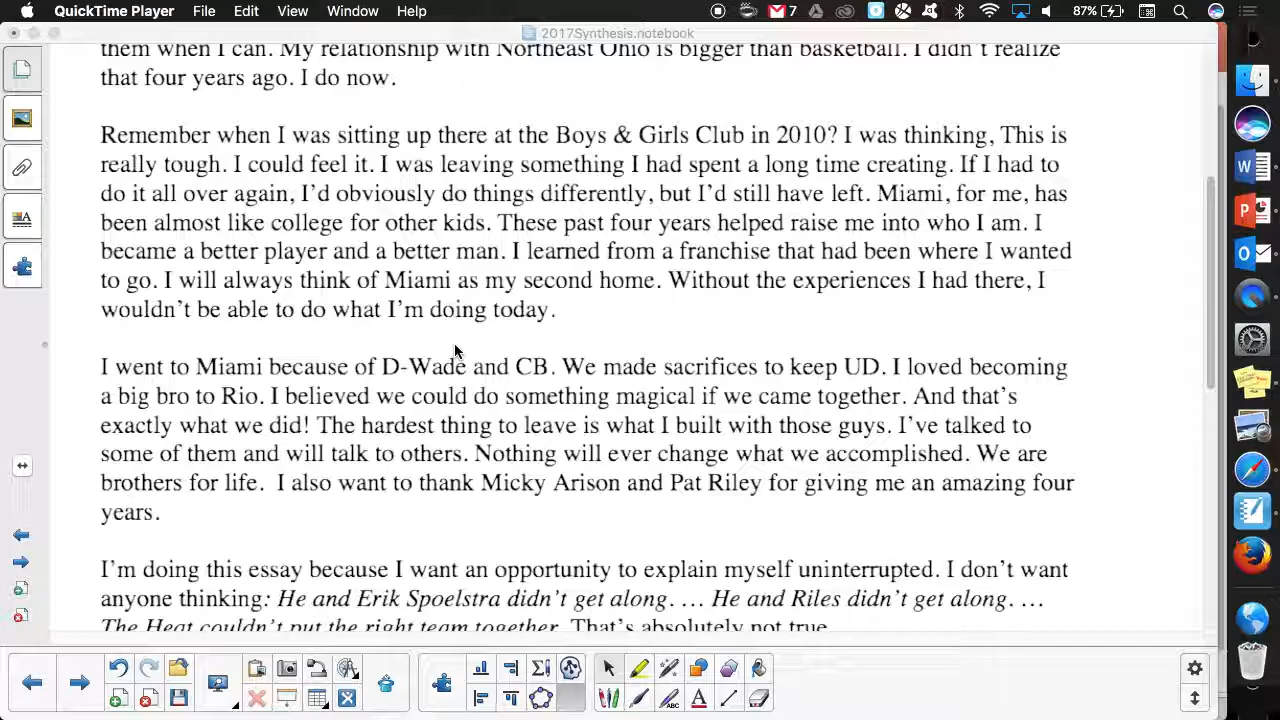 QuickTime Player File Edit View Window Help 7 87%
2017Synthesis.notebook
them when I can. My relationship with Northeast Ohio is bigger than basketball. I didn't realize
that four years ago. I do now.
Remember when I was sitting up there at the Boys & Girls Club in 2010? I was thinking, This is
really tough. I could feel it. I was leaving something I had spent a long time creating. If I had to
do it all over again, I'd obviously do things differently, but I'd still have left. Miami, for me, has
been almost like college for other kids. These past four years helped raise me into who I am. I
became a better player and a better man. I learned from a franchise that had been where I wanted
to go. I will always think of Miami as my second home. Without the experiences I had there, I
wouldn't be able to do what I'm doing today.
I went to Miami because of D-Wade and CB. We made sacrifices to keep UD. I loved becoming
a big bro to Rio. I believed we could do something magical if we came together. And that's
exactly what we did! The hardest thing to leave is what I built with those guys. I've talked to
some of them and will talk to others. Nothing will ever change what we accomplished. We are
brothers for life.  I also want to thank Micky Arison and Pat Riley for giving me an amazing four
years.
I'm doing this essay because I want an opportunity to explain myself uninterrupted. I don't want
anyone thinking: He and Erik Spoelstra didn't get along. … He and Riles didn't get along. …
The Heat couldn't put the right team together. That's absolutely not true.